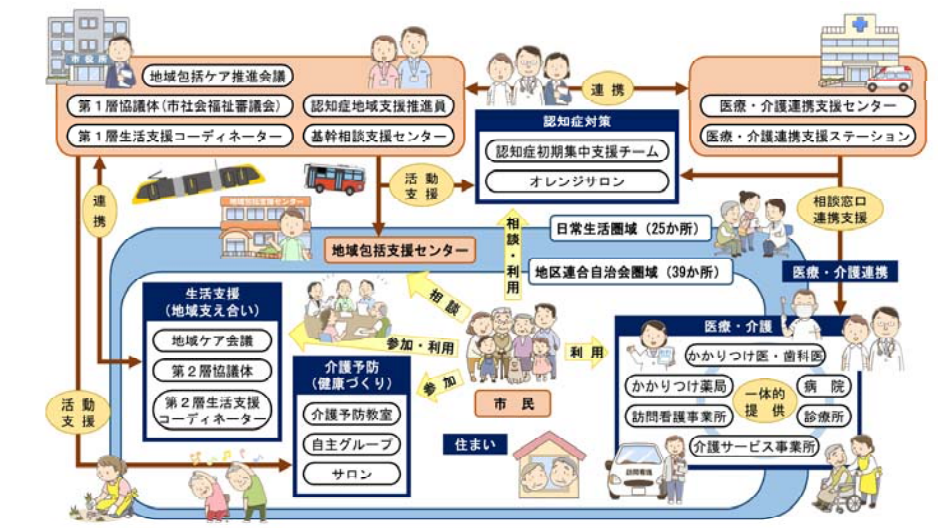 市役所
地域包括ケア推進会議
第１層協議体(市社会福祉審議会)
第１層生活支援コーディネーター
認知症地域支援推進員
基幹相談支援センター
連携
医療・介護連携支援センター
医療・介護連携支援ステーション
認知症対策
認知症初期集中支援チーム
オレンジサロン
活動
支援
連携
相談窓口
連携支援
地域包括支援センター
地域包括支援センター
日常生活圏域（25か所）
地区連合自治会圏域（39か所）
相談・利用
相談
参加・利用
参加
利用
市民
住まい
生活支援
（地域支え合い）
地域ケア会議
第２層協議体
第２層生活支援
コーディネーター
介護予防
（健康づくり）
介護予防教室
自主グループ
サロン
活動
支援
医療・介護連携
医療・介護
かかりつけ医・歯科医
かかりつけ薬局
病院
訪問看護事業所
診療所
一体的
提供
介護サービス事業所
訪問看護